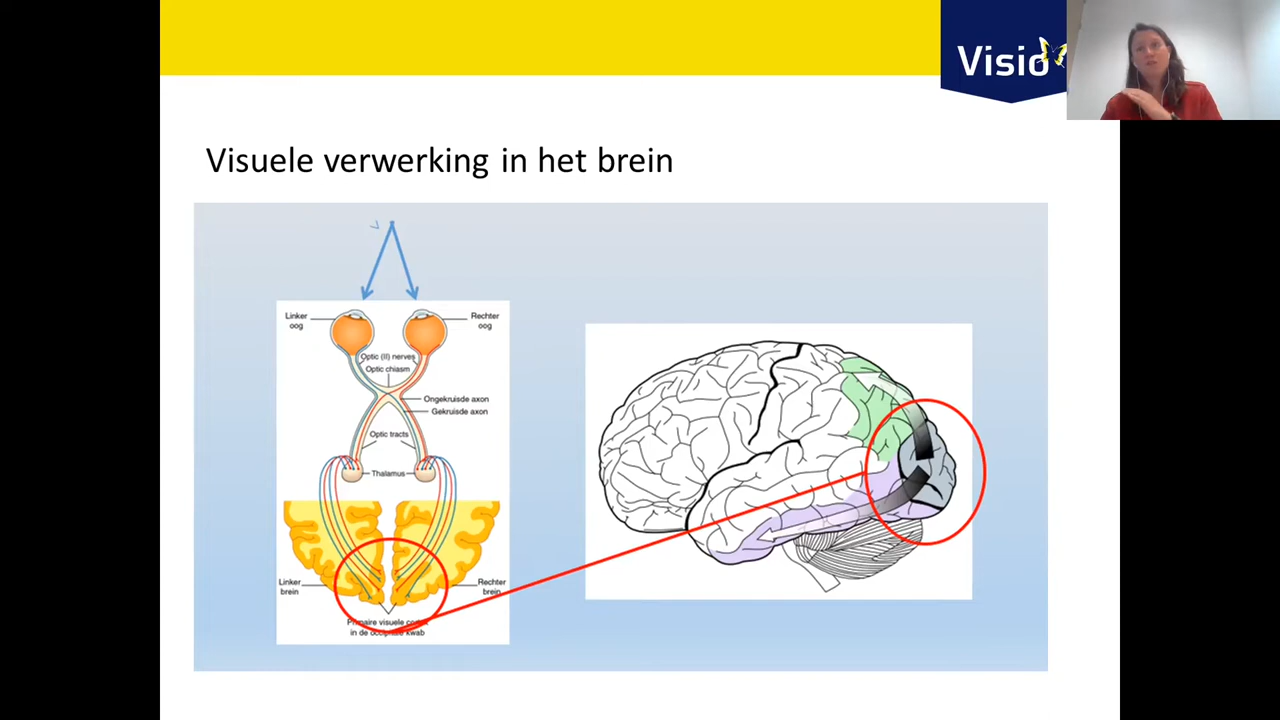 Visio
Visuele verwerking in het brein
Linker
oog
Rechter
oog
Optic (II) nerves
Optic chiasm
Ongekruisde axon
Gekruisde axon
Optic tracts
Thalamus
Linker
brein
Rechter
brein
Primaire visuele cortex
in de occipitale kwab